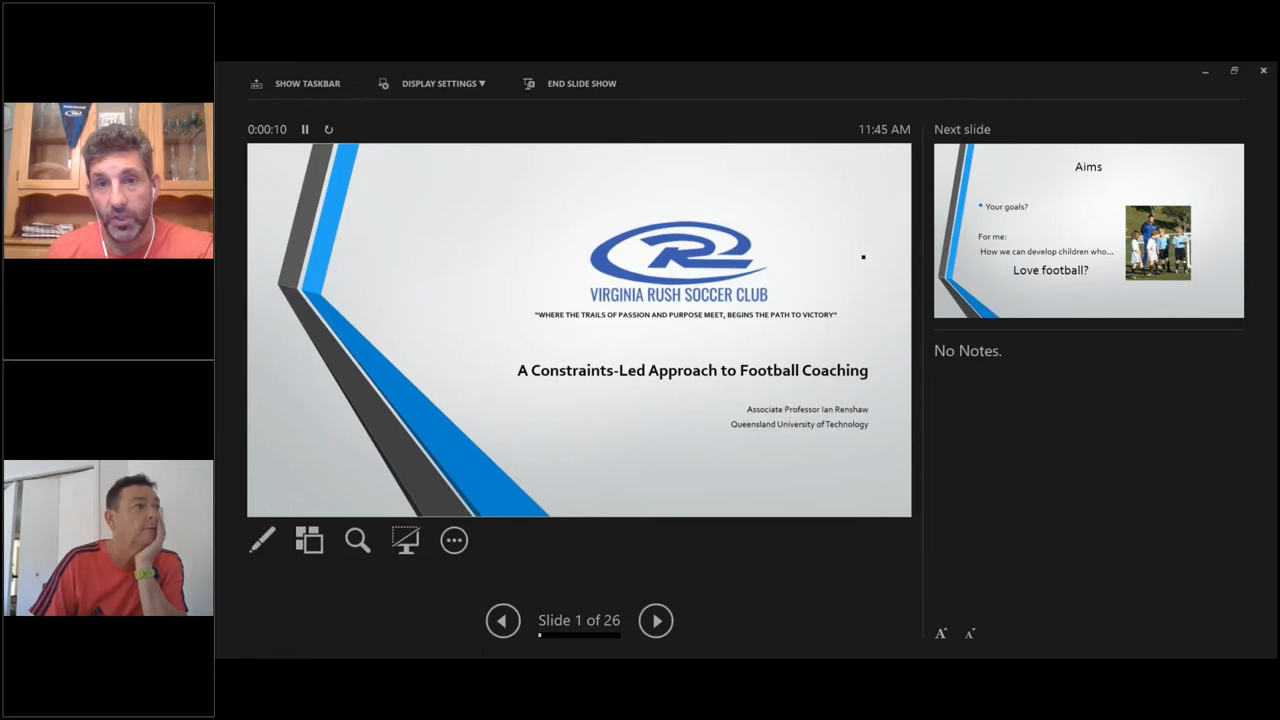 SHOW TASKBAR
DISPLAY SETTINGS ▼
END SLIDE SHOW
0:00:10
11:45 AM
R
VIRGINIA RUSH SOCCER CLUB
"WHERE THE TRAILS OF PASSION AND PURPOSE MEET, BEGINS THE PATH TO VICTORY"
A Constraints-Led Approach to Football Coaching
Associate Professor Ian Renshaw
Queensland University of Technology
Next slide
Aims
• Your goals?
For me:
How we can develop children who...
Love football?
No Notes.
Slide 1 of 26
A A